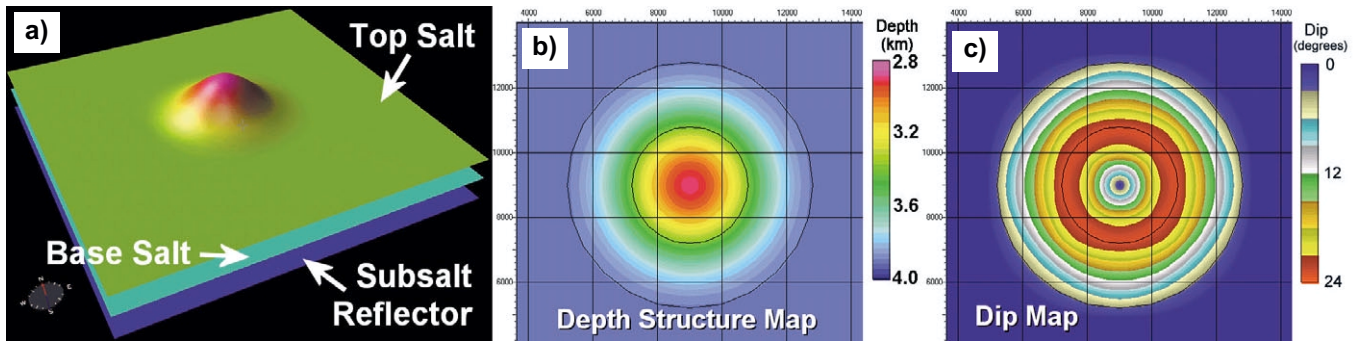 a)
Top Salt
Base Salt
Subsalt
Reflector
N
E
S
W
b)
4000 6000 8000 10000 12000 14000
12000
10000
8000
6000
Depth Structure Map
Depth
(km)
2.8
3.2
3.6
4.0
c)
4000 6000 8000 10000 12000 14000
12000
10000
8000
6000
Dip Map
Dip
(degrees)
0
12
24